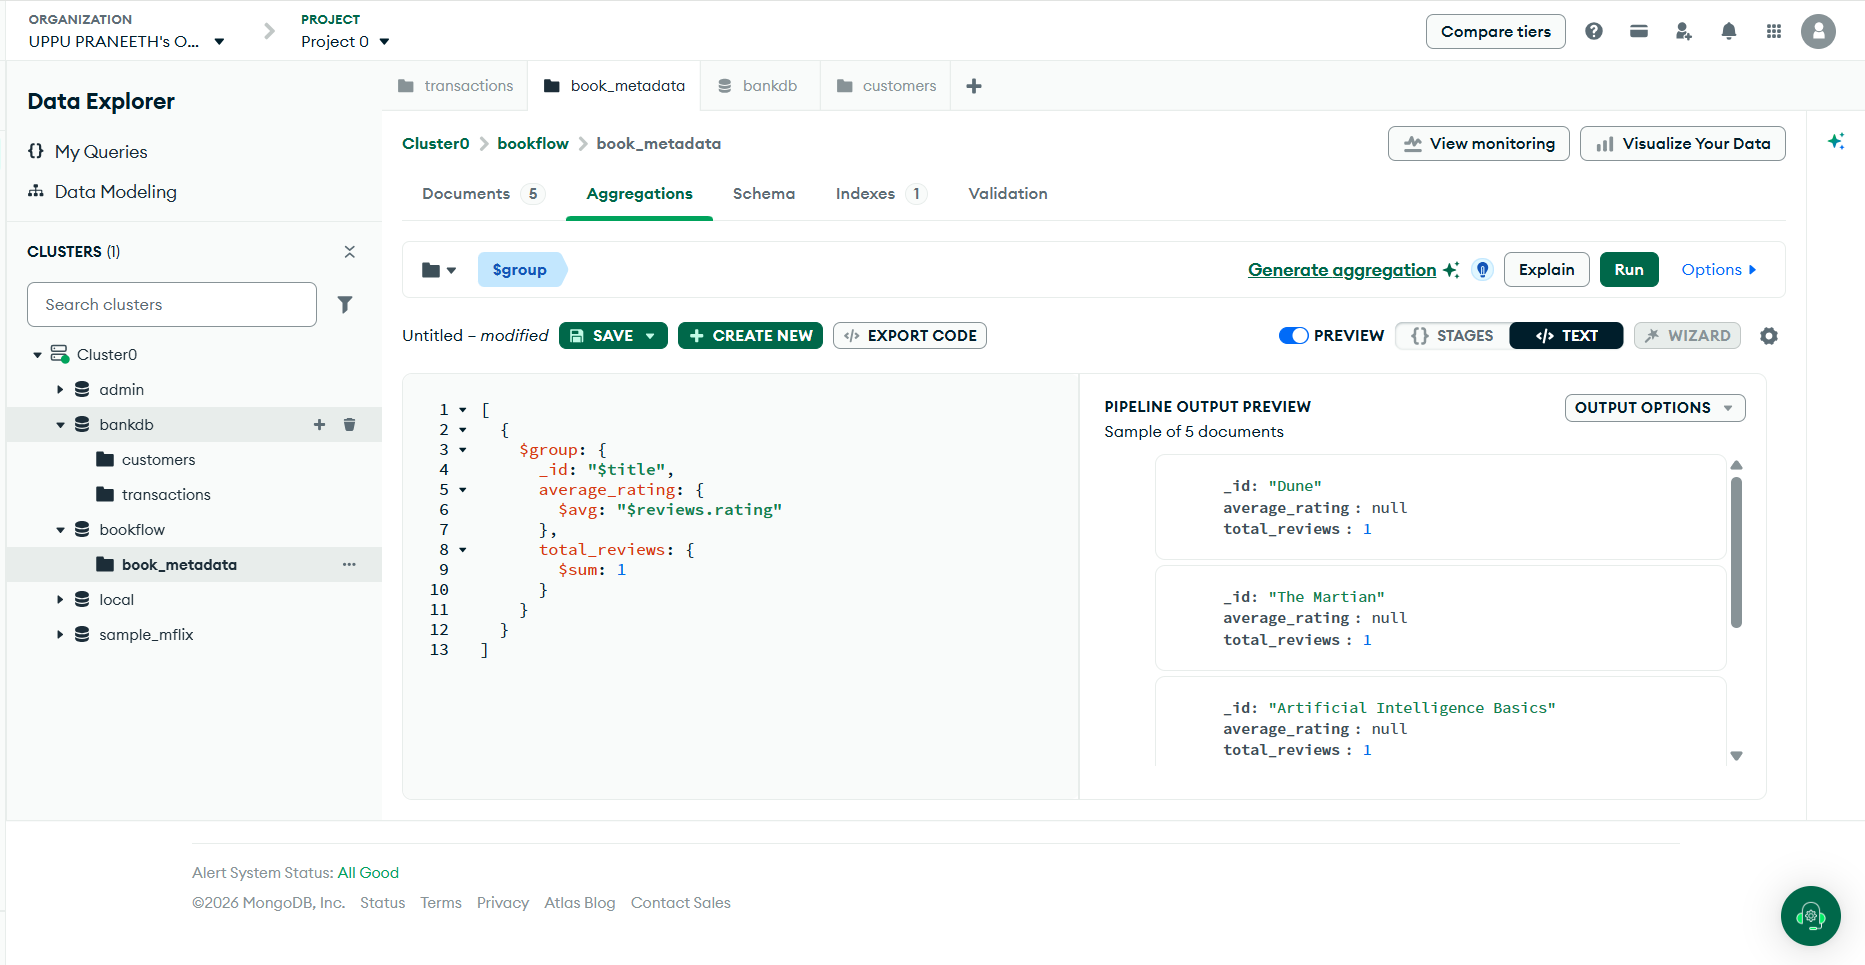 ORGANIZATION
UPPU PRANEETH's O...
PROJECT
Project 0
Compare tiers
Data Explorer
My Queries
Data Modeling
CLUSTERS (1)
Search clusters
Cluster0
admin
bankdb
customers
transactions
bookflow
book_metadata
local
sample_mflix
transactions
book_metadata
bankdb
customers
Cluster0 > bookflow > book_metadata
View monitoring
Visualize Your Data
Documents 5
Aggregations
Schema
Indexes 1
Validation
$group
Generate aggregation
Explain
Run
Options
Untitled – modified
SAVE
CREATE NEW
EXPORT CODE
PREVIEW
STAGES
TEXT
WIZARD
1 [
2 {
3 $group: {
4 _id: "$title",
5 average_rating: {
6 $avg: "$reviews.rating"
7 },
8 total_reviews: {
9 $sum: 1
10 }
11 }
12 }
13 ]
PIPELINE OUTPUT PREVIEW
Sample of 5 documents
OUTPUT OPTIONS
_id: "Dune"
average_rating : null
total_reviews : 1
_id: "The Martian"
average_rating : null
total_reviews : 1
_id: "Artificial Intelligence Basics"
average_rating : null
total_reviews : 1
Alert System Status: All Good
©2026 MongoDB, Inc. Status Terms Privacy Atlas Blog Contact Sales